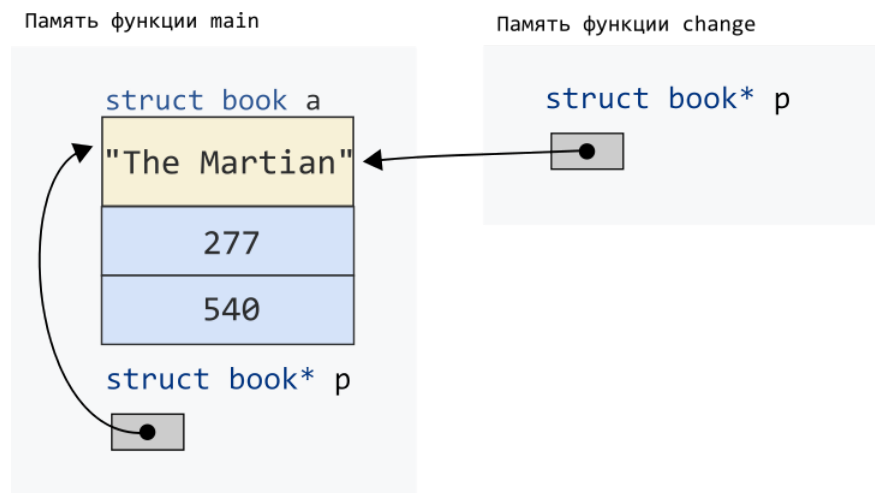 Память функции main
struct book a
"The Martian"
277
540
struct book* p
Память функции change
struct book* p